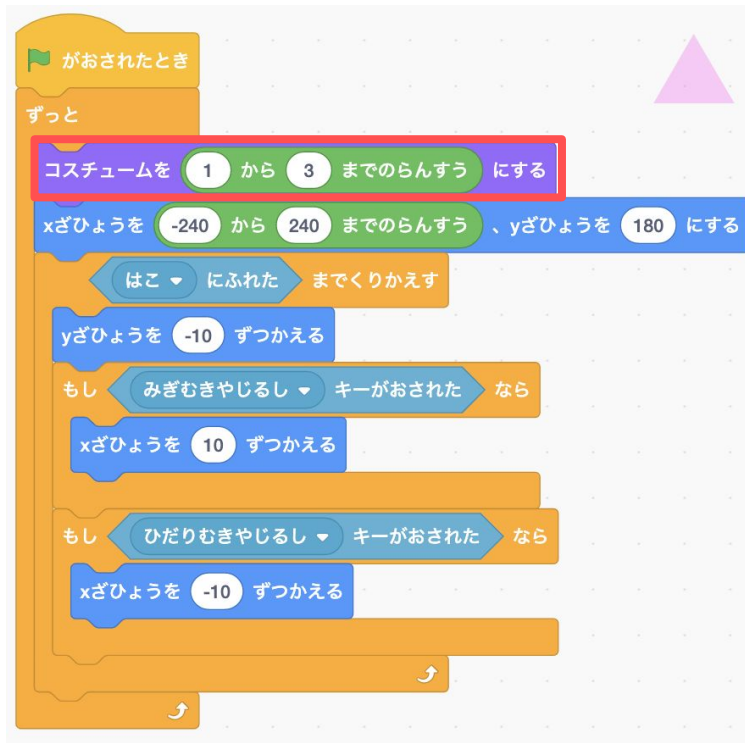 がおされたとき
ずっと
コスチュームを 1 から 3 までのらんすう にする
xざひょうを -240 から 240 までのらんすう 、yざひょうを 180 にする
はこ にふれた までくりかえす
yざひょうを -10 ずつかえる
もし みぎむきやじるし キーがおされた なら
xざひょうを 10 ずつかえる
もし ひだりむきやじるし キーがおされた なら
xざひょうを -10 ずつかえる